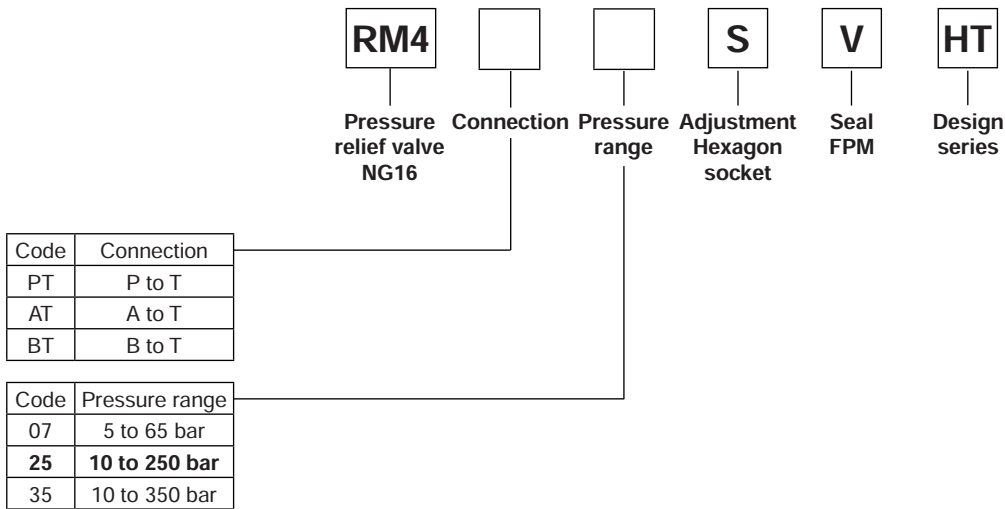 RM4 S V HT
Pressure relief valve NG16
Connection
Pressure range
Adjustment Hexagon socket
Seal FPM
Design series
Code Connection
PT P to T
AT A to T
BT B to T
Code Pressure range
07 5 to 65 bar
25 10 to 250 bar
35 10 to 350 bar